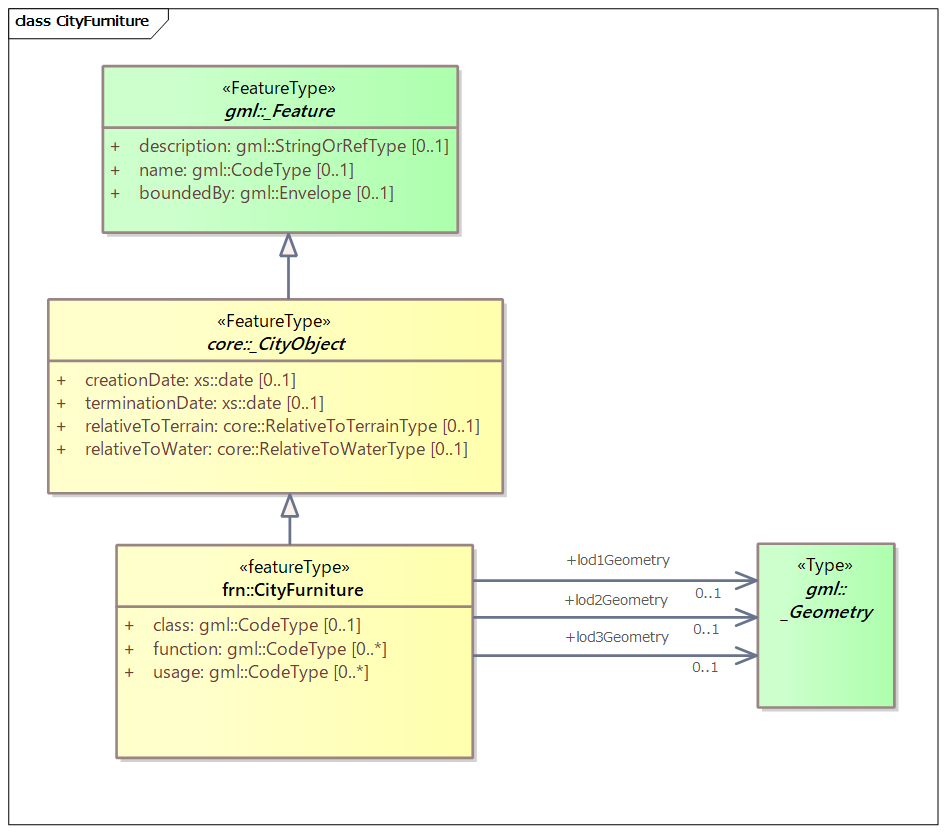 class CityFurniture
«FeatureType»
gml::_Feature
+ description: gml::StringOrRefType [0..1]
+ name: gml::CodeType [0..1]
+ boundedBy: gml::Envelope [0..1]
«FeatureType»
core::_CityObject
+ creationDate: xs::date [0..1]
+ terminationDate: xs::date [0..1]
+ relativeToTerrain: core::RelativeToTerrainType [0..1]
+ relativeToWater: core::RelativeToWaterType [0..1]
«featureType»
frn::CityFurniture
+ class: gml::CodeType [0..1]
+ function: gml::CodeType [0..*]
+ usage: gml::CodeType [0..*]
+lod1Geometry
0..1
+lod2Geometry
0..1
+lod3Geometry
0..1
«Type»
gml::
_Geometry